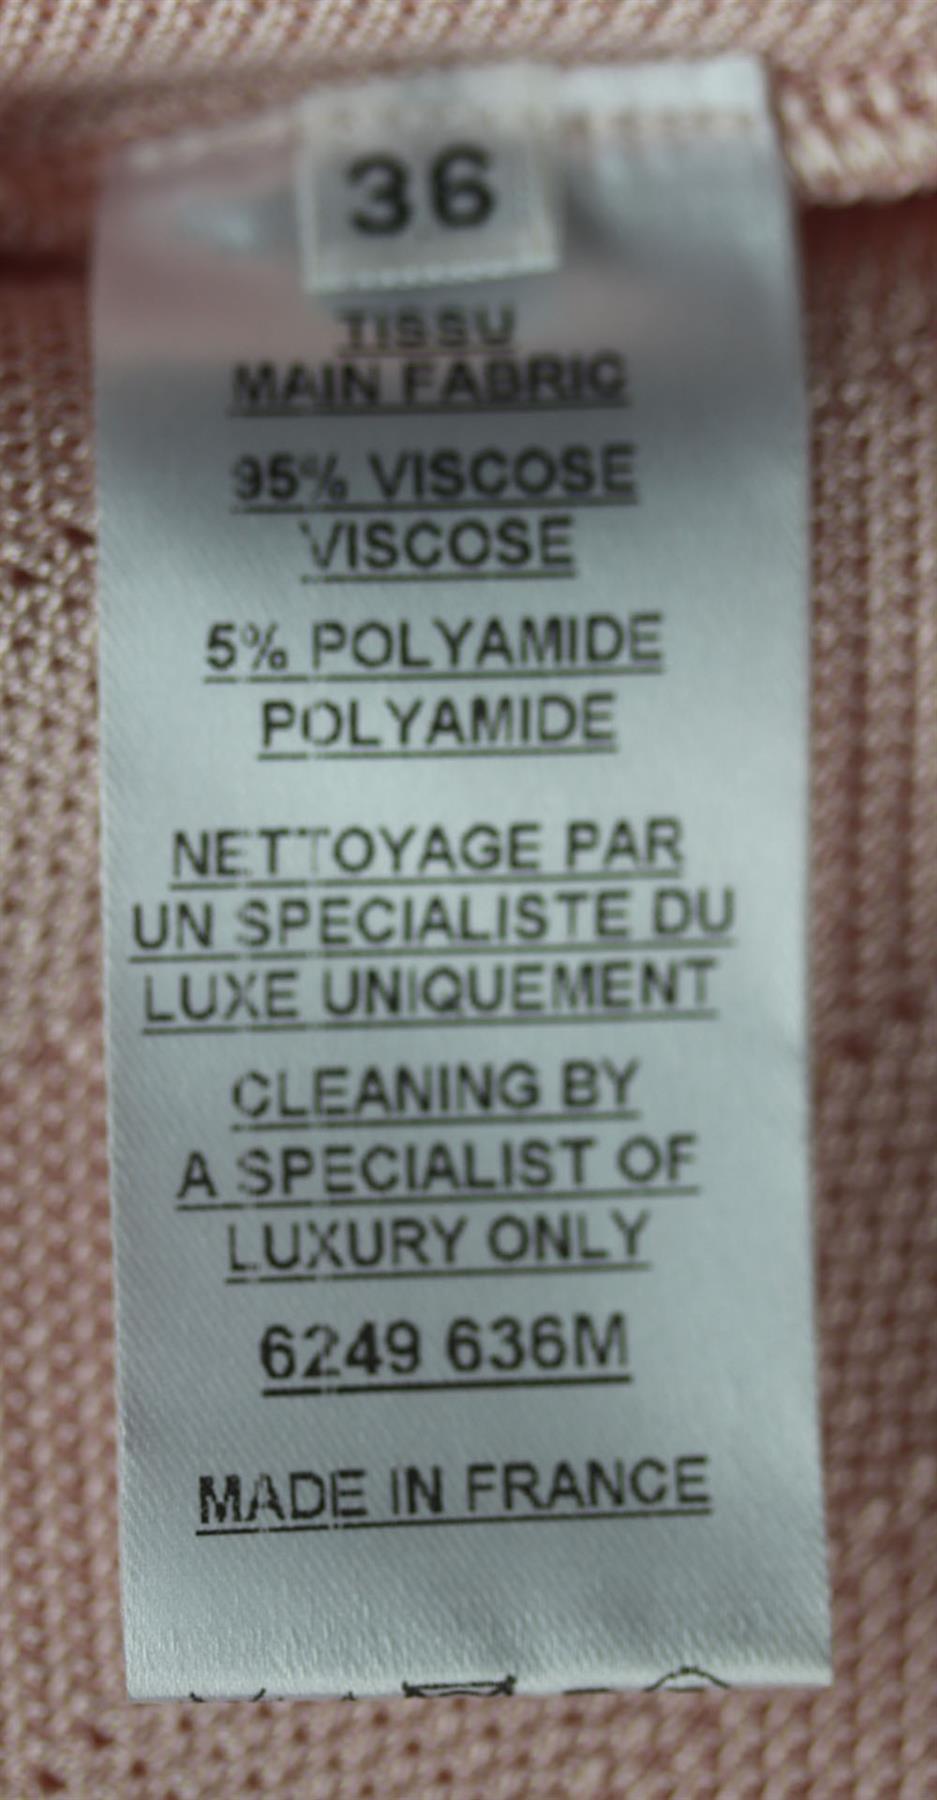 36
TISSU
MAIN FABRIC
95% VISCOSE
VISCOSE
5% POLYAMIDE
POLYAMIDE
NETTOYAGE PAR
UN SPECIALISTE DU
LUXE UNIQUEMENT
CLEANING BY
A SPECIALIST OF
LUXURY ONLY
6249 636M
MADE IN FRANCE